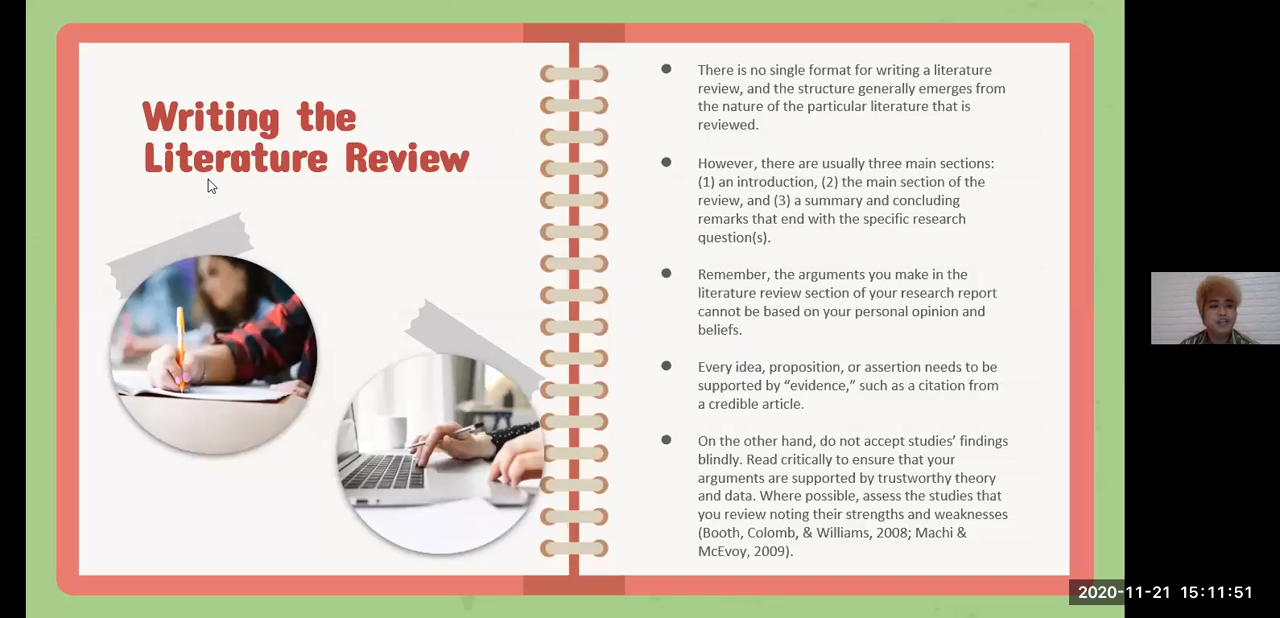 Writing the
Literature Review
There is no single format for writing a literature
review, and the structure generally emerges from
the nature of the particular literature that is
reviewed.
However, there are usually three main sections:
(1) an introduction, (2) the main section of the
review, and (3) a summary and concluding
remarks that end with the specific research
question(s).
Remember, the arguments you make in the
literature review section of your research report
cannot be based on your personal opinion and
beliefs.
Every idea, proposition, or assertion needs to be
supported by “evidence,” such as a citation from
a credible article.
On the other hand, do not accept studies’ findings
blindly. Read critically to ensure that your
arguments are supported by trustworthy theory
and data. Where possible, assess the studies that
you review noting their strengths and weaknesses
(Booth, Colomb, & Williams, 2008; Machi &
McEvoy, 2009).
2020-11-21 15:11:51